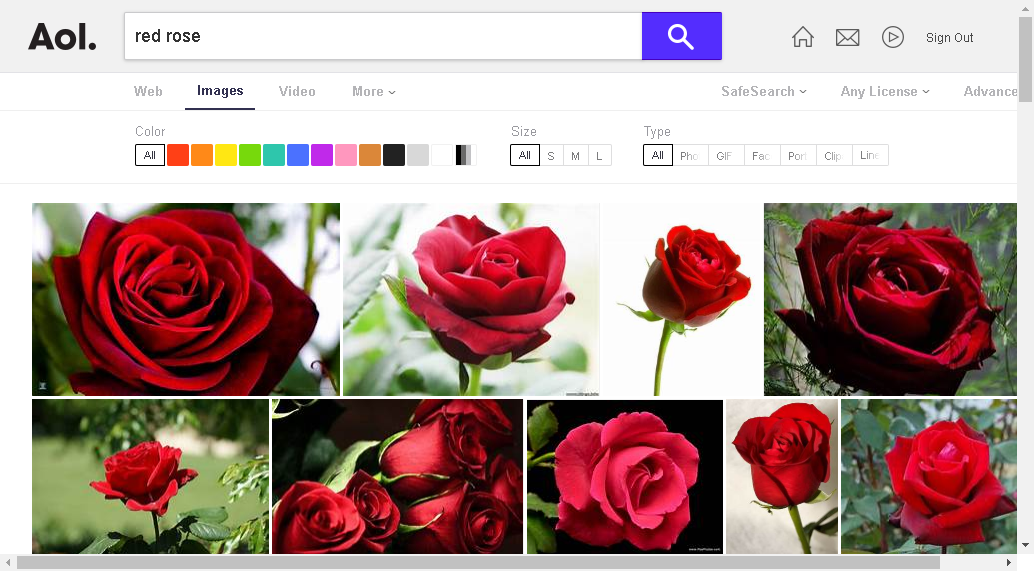 Aol.
red rose
Sign Out
Web
Images
Video
More
SafeSearch
Any License
Advance
Color
Size
Type
All
All
S
M
L
All
Pho
GIF
Fac
Por
Clip
Line